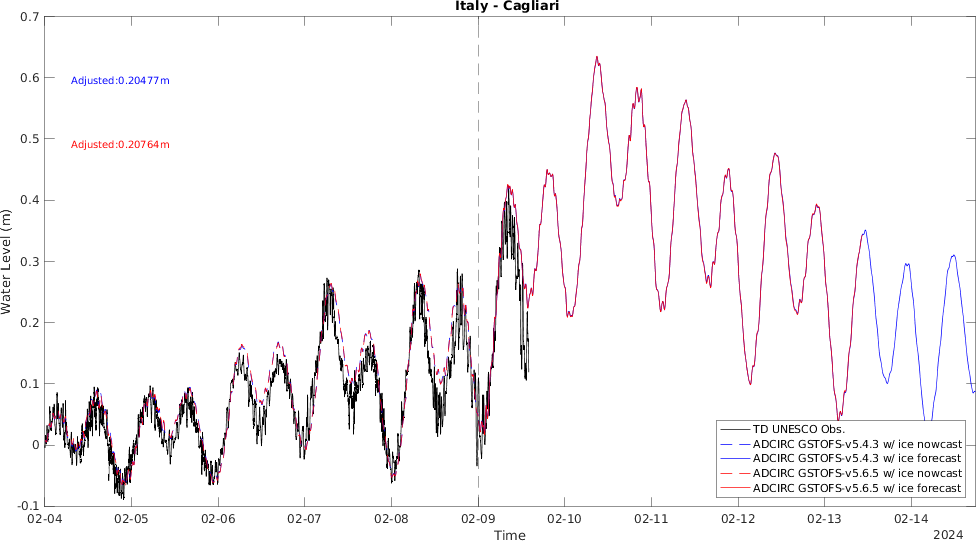 Italy - Cagliari
0.7
0.6
0.5
0.4
0.3
0.2
0.1
0
-0.1
Water Level (m)
Adjusted:0.20477m
Adjusted:0.20764m
TD UNESCO Obs.
ADCIRC GSTOFS-v5.4.3 w/ ice nowcast
ADCIRC GSTOFS-v5.4.3 w/ ice forecast
ADCIRC GSTOFS-v5.6.5 w/ ice nowcast
ADCIRC GSTOFS-v5.6.5 w/ ice forecast
02-04 02-05 02-06 02-07 02-08 02-09 02-10 02-11 02-12 02-13 02-14
Time
2024